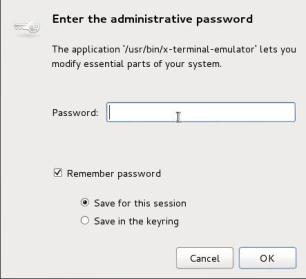 Enter the administrative password
The application '/usr/bin/x-terminal-emulator' lets you
modify essential parts of your system.
Password:
Remember password
Save for this session
Save in the keyring
Cancel
OK